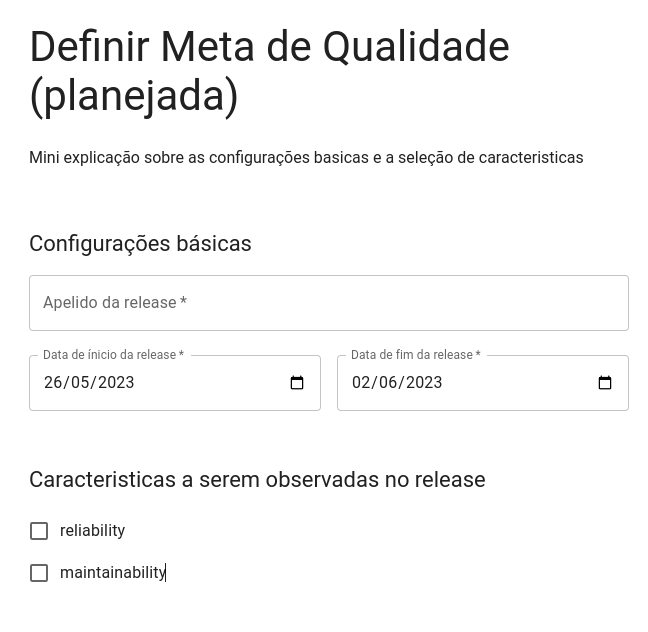 Definir Meta de Qualidade
(planejada)
Mini explicação sobre as configurações basicas e a seleção de caracteristicas
Configurações básicas
Apelido da release *
Data de ínicio da release *
Data de fim da release *
26/05/2023
02/06/2023
Caracteristicas a serem observadas no release
reliability
maintainability